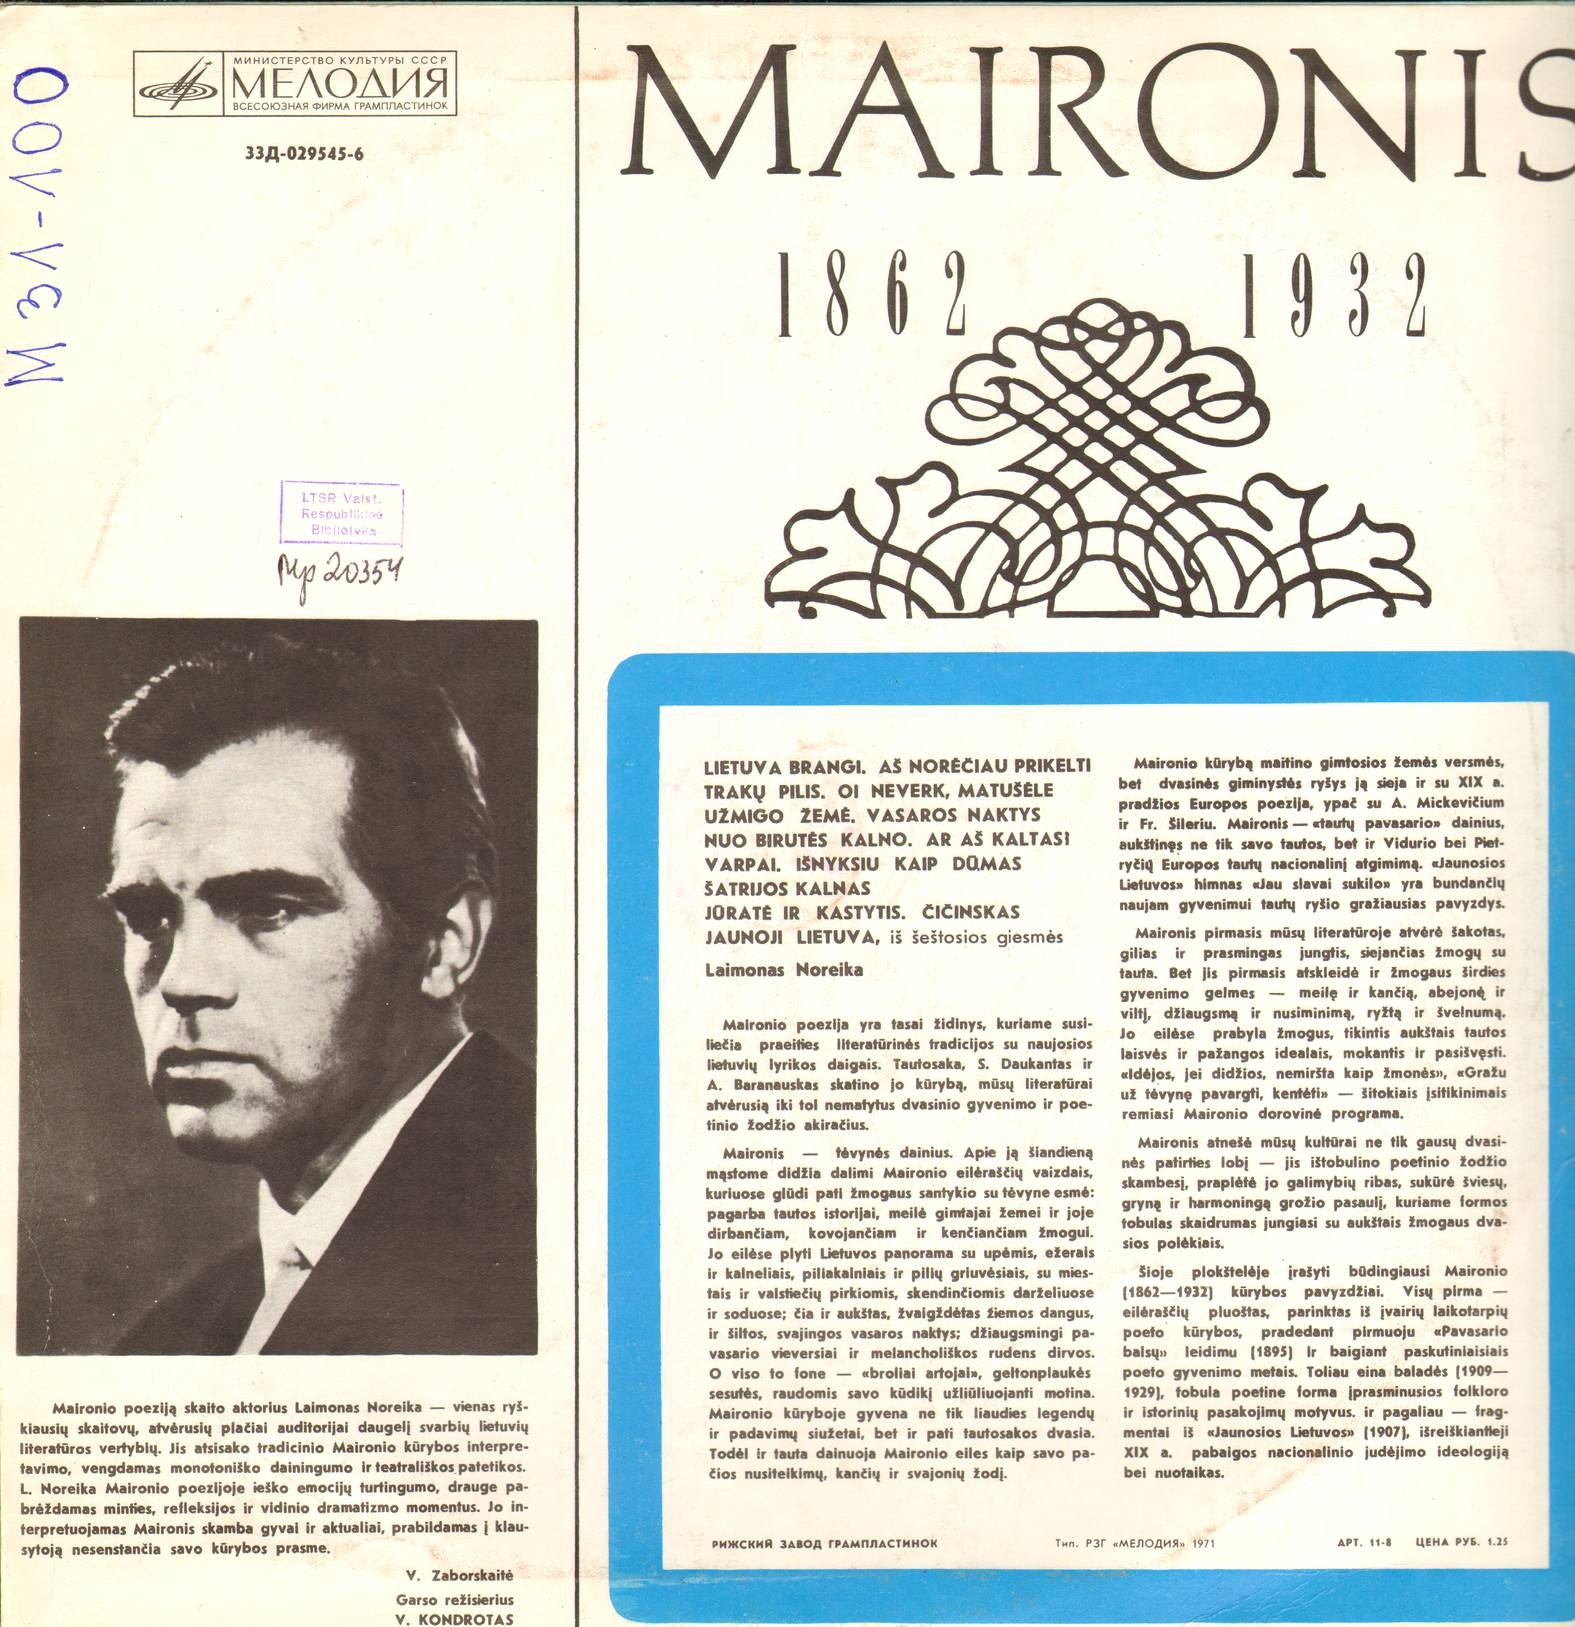 МИНИСТЕРСТВО КУЛЬТУРЫ СССР
МЕЛОДИЯ
ВСЕСОЮЗНАЯ ФИРМА ГРАМПЛАСТИНОК
33Д-029545-6
LTSR Valst.
Respublikinė
Biblioteka
20354
Maironio poeziją skaito aktorius Laimonas Noreika — vienas ryš-
kiausių skaitovų, atvėrusių plačiai auditorijai daugelį svarbių lietuvių
literatūros vertybių. Jis atsisako tradicinio Maironio kūrybos interpre-
tavimo, vengdamas monotoniško dainingumo ir teatrališkos patetikos.
L. Noreika Maironio poezijoje ieško emocijų turtingumo, drauge pa-
brėždamas minties, refleksijos ir vidinio dramatizmo momentus. Jo in-
terpretuojamas Maironis skamba gyvai ir aktualiai, prabildamas į klau-
sytoją nesenstančia savo kūrybos prasme.
V. Zaborskaitė
Garso režisierius
V. KONDROTAS
MAIRONIS
1862 1932
LIETUVA BRANGI. AŠ NORĖČIAU PRIKELTI
TRAKŲ PILIS. OI NEVERK, MATUŠĖLE
UŽMIGO ŽEMĖ. VASAROS NAKTYS
NUO BIRUTĖS KALNO. AR AŠ KALTAS?
VARPAI. IŠNYKSIU KAIP DŪMAS
ŠATRIJOS KALNAS
JŪRATĖ IR KASTYTIS. ČIČINSKAS
JAUNOJI LIETUVA, iš šeštosios giesmės
Laimonas Noreika
Maironio poezija yra tasai židinys, kuriame susi-
liečia praeities literatūrinės tradicijos su naujosios
lietuvių lyrikos daigais. Tautosaka, S. Daukantas ir
A. Baranauskas skatino jo kūrybą, mūsų literatūrai
atvėrusią iki tol nematytus dvasinio gyvenimo ir poe-
tinio žodžio akiračius.
Maironis — tėvynės dainius. Apie ją šiandieną
mąstome didžia dalimi Maironio eilėraščių vaizdais,
kuriuose glūdi pati žmogaus santykio su tėvyne esmė:
pagarba tautos istorijai, meilė gimtajai žemei ir joje
dirbančiam, kovojančiam ir kenčiančiam žmogui.
Jo eilėse plyti Lietuvos panorama su upėmis, ežerais
ir kalneliais, piliakalniais ir pilių griuvėsiais, su mies-
tais ir valstiečių pirkiomis, skendinčiomis darželiuose
ir soduose; čia ir aukštas, žvaigždėtas žiemos dangus,
ir šiltos, svajingos vasaros naktys; džiaugsmingi pa-
vasario vieversiai ir melancholiškos rudens dirvos.
O viso to fone — «broliai artojai», geltonplaukės
sesutės, raudomis savo kūdikį užliūliuojanti motina.
Maironio kūryboje gyvena ne tik liaudies legendų
ir padavimų siužetai, bet ir pati tautosakos dvasia.
Todėl ir tauta dainuoja Maironio eiles kaip savo pa-
čios nusiteikimų, kančių ir svajonių žodį.
Maironio kūrybą maitino gimtosios žemės versmės,
bet dvasinės giminystės ryšys ją sieja ir su XIX a.
pradžios Europos poezija, ypač su A. Mickevičium
ir Fr. Šileriu. Maironis — «tautų pavasario» dainius,
aukštinęs ne tik savo tautos, bet ir Vidurio bei Piet-
ryčių Europos tautų nacionalinį atgimimą. «Jaunosios
Lietuvos» himnas «Jau slavai sukilo» yra bundančių
naujam gyvenimui tautų ryšio gražiausias pavyzdys.
Maironis pirmasis mūsų literatūroje atvėrė šakotas,
gilias ir prasmingas jungtis, siejančias žmogų su
tauta. Bet jis pirmasis atskleidė ir žmogaus širdies
gyvenimo gelmes — meilę ir kančią, abejonę ir
viltį, džiaugsmą ir nusiminimą, ryžtą ir švelnumą.
Jo eilėse prabyla žmogus, tikintis aukštais tautos
laisvės ir pažangos idealais, mokantis ir pasišvęsti.
«Idėjos, jei didžios, nemiršta kaip žmonės», «Gražu
už tėvynę pavargti, kentėti» — šitokiais įsitikinimais
remiasi Maironio dorovinė programa.
Maironis atnešė mūsų kultūrai ne tik gausų dvasi-
nės patirties lobį — jis ištobulino poetinio žodžio
skambesį, praplėtė jo galimybių ribas, sukūrė šviesų,
gryną ir harmoningą grožio pasaulį, kuriame formos
tobulas skaidrumas jungiasi su aukštais žmogaus dva-
sios polėkiais.
Šioje plokštelėje įrašyti būdingiausi Maironio
(1862—1932) kūrybos pavyzdžiai. Visų pirma —
eilėraščių pluoštas, parinktas iš įvairių laikotarpių
poeto kūrybos, pradedant pirmuoju «Pavasario
balsų» leidimu (1895) ir baigiant paskutiniaisiais
poeto gyvenimo metais. Toliau eina baladės (1909—
1929), tobula poetine forma įprasminusios folkloro
ir istorinių pasakojimų motyvus. ir pagaliau — frag-
mentai iš «Jaunosios Lietuvos» (1907), išreiškiantieji
XIX a. pabaigos nacionalinio judėjimo ideologiją
bei nuotaikas.
РИЖСКИЙ ЗАВОД ГРАМПЛАСТИНОК Тип. РЗГ «МЕЛОДИЯ» 1971 АРТ. 11-8 ЦЕНА РУБ. 1.25